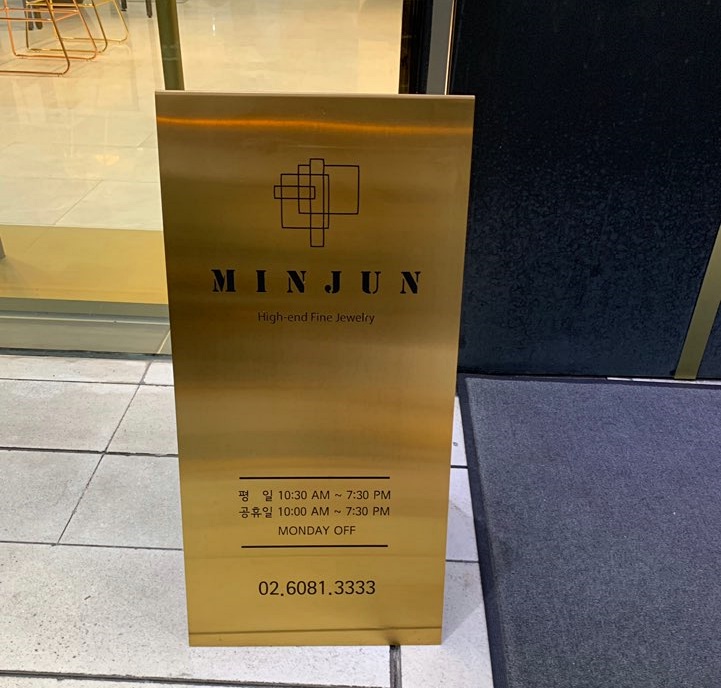 MINJUN
High-end Fine Jewelry
평 일 10:30 AM ~ 7:30 PM
공휴일 10:00 AM ~ 7:30 PM
MONDAY OFF
02.6081.3333